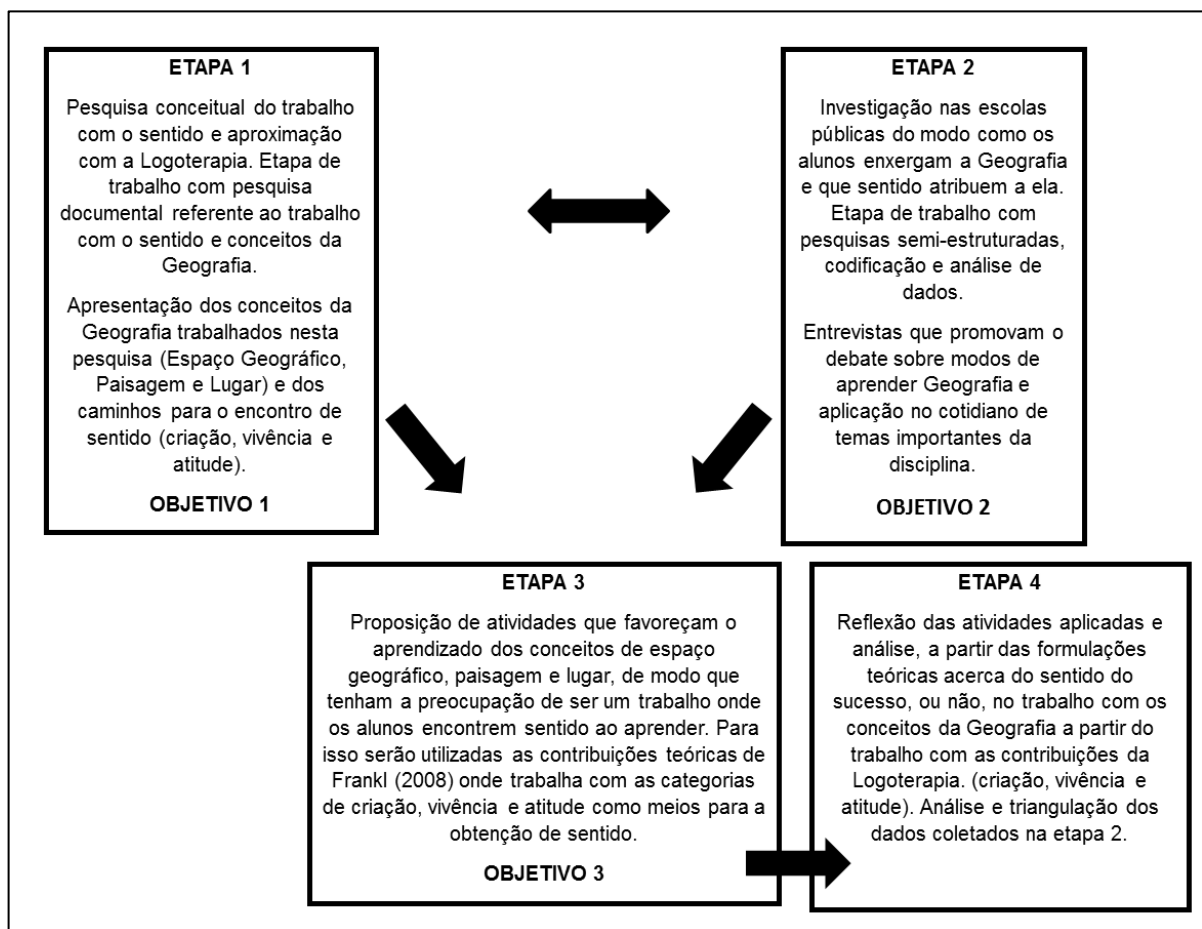 ETAPA 1
Pesquisa conceitual do trabalho
com o sentido e aproximação
com a Logoterapia. Etapa de
trabalho com pesquisa
documental referente ao trabalho
com o sentido e conceitos da
Geografia.
Apresentação dos conceitos da
Geografia trabalhados nesta
pesquisa (Espaço Geográfico,
Paisagem e Lugar) e dos
caminhos para o encontro de
sentido (criação, vivência e
atitude).
OBJETIVO 1
ETAPA 2
Investigação nas escolas
públicas do modo como os
alunos enxergam a Geografia
e que sentido atribuem a ela.
Etapa de trabalho com
pesquisas semi-estruturadas,
codificação e análise de
dados.
Entrevistas que promovam o
debate sobre modos de
aprender Geografia e
aplicação no cotidiano de
temas importantes da
disciplina.
OBJETIVO 2
ETAPA 3
Proposição de atividades que favoreçam o
aprendizado dos conceitos de espaço
geográfico, paisagem e lugar, de modo que
tenham a preocupação de ser um trabalho onde
os alunos encontrem sentido ao aprender. Para
isso serão utilizadas as contribuições teóricas de
Frankl (2008) onde trabalha com as categorias
de criação, vivência e atitude como meios para a
obtenção de sentido.
OBJETIVO 3
ETAPA 4
Reflexão das atividades aplicadas e
análise, a partir das formulações
teóricas acerca do sentido do
sucesso, ou não, no trabalho com os
conceitos da Geografia a partir do
trabalho com as contribuições da
Logoterapia. (criação, vivência e
atitude). Análise e triangulação dos
dados coletados na etapa 2.